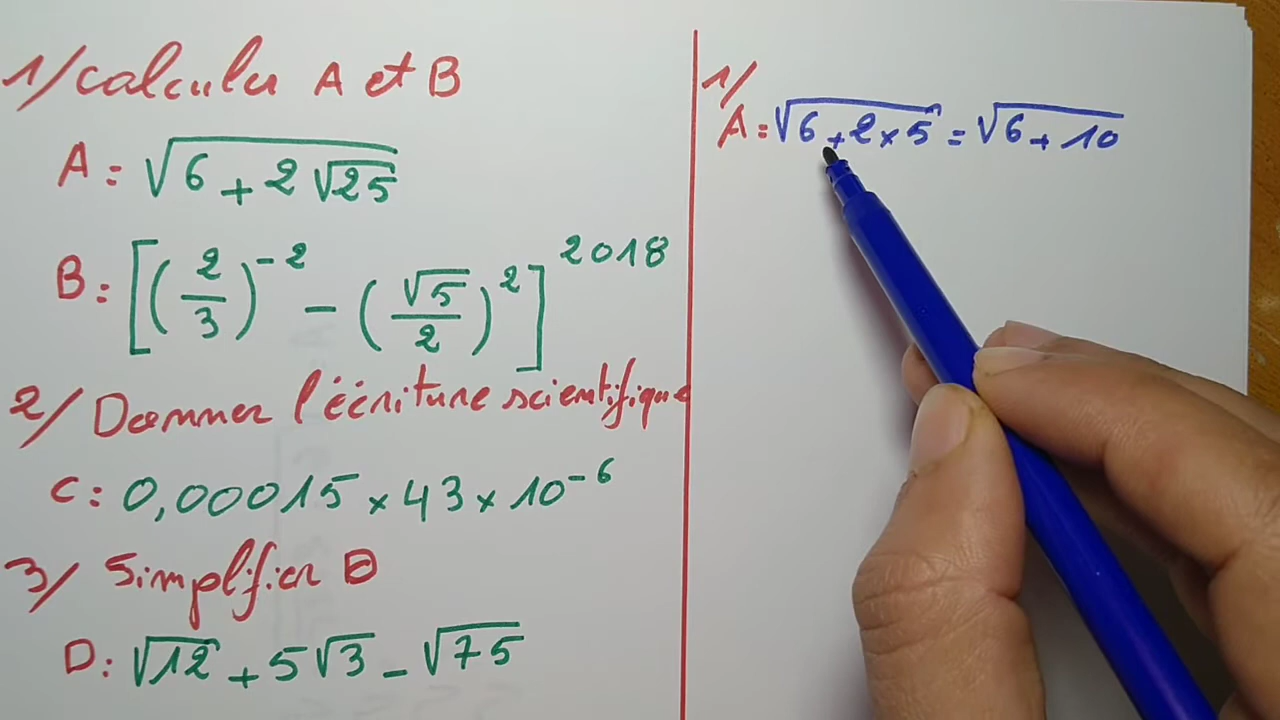 1/ calculer A et B
A = √(6 + 2√25)
B = [(2/3)⁻² - (√5/2)²]²⁰¹⁸
2/ Donner l'écriture scientifique
C = 0,00015 × 43 × 10⁻⁶
3/ Simplifier D
D = √12 + 5√3 - √75
1/
A = √(6 + 2 × 5) = √(6 + 10)